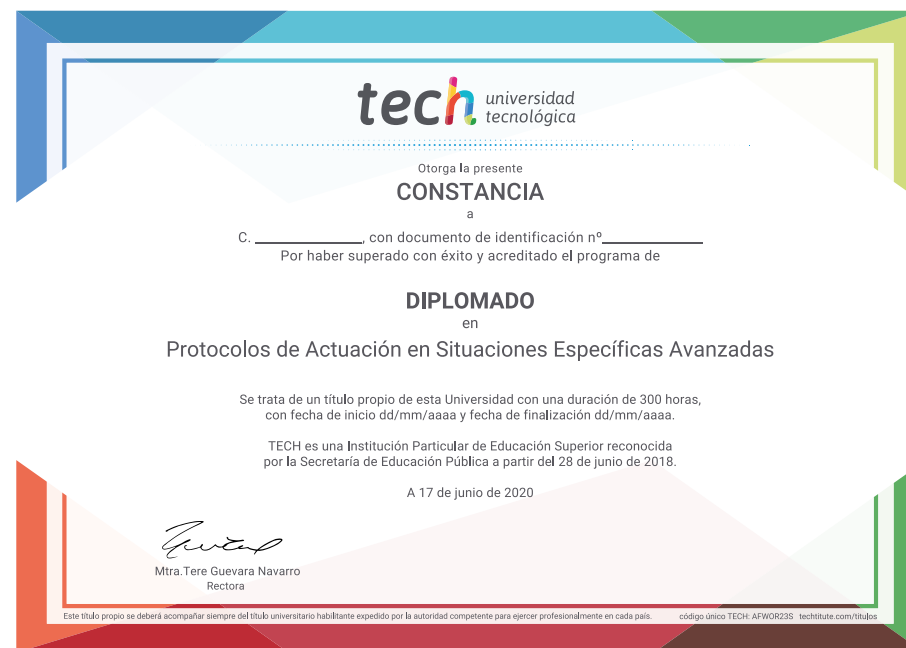 tech universidad
tecnológica
Otorga la presente
CONSTANCIA
a
C. ____________, con documento de identificación nº____________
Por haber superado con éxito y acreditado el programa de
DIPLOMADO
en
Protocolos de Actuación en Situaciones Específicas Avanzadas
Se trata de un título propio de esta Universidad con una duración de 300 horas,
con fecha de inicio dd/mm/aaaa y fecha de finalización dd/mm/aaaa.
TECH es una Institución Particular de Educación Superior reconocida
por la Secretaría de Educación Pública a partir del 28 de junio de 2018.
A 17 de junio de 2020
Mtra.Tere Guevara Navarro
Rectora
Este título propio se deberá acompañar siempre del título universitario habilitante expedido por la autoridad competente para ejercer profesionalmente en cada país. código único TECH: AFWOR23S techtitute.com/titulos